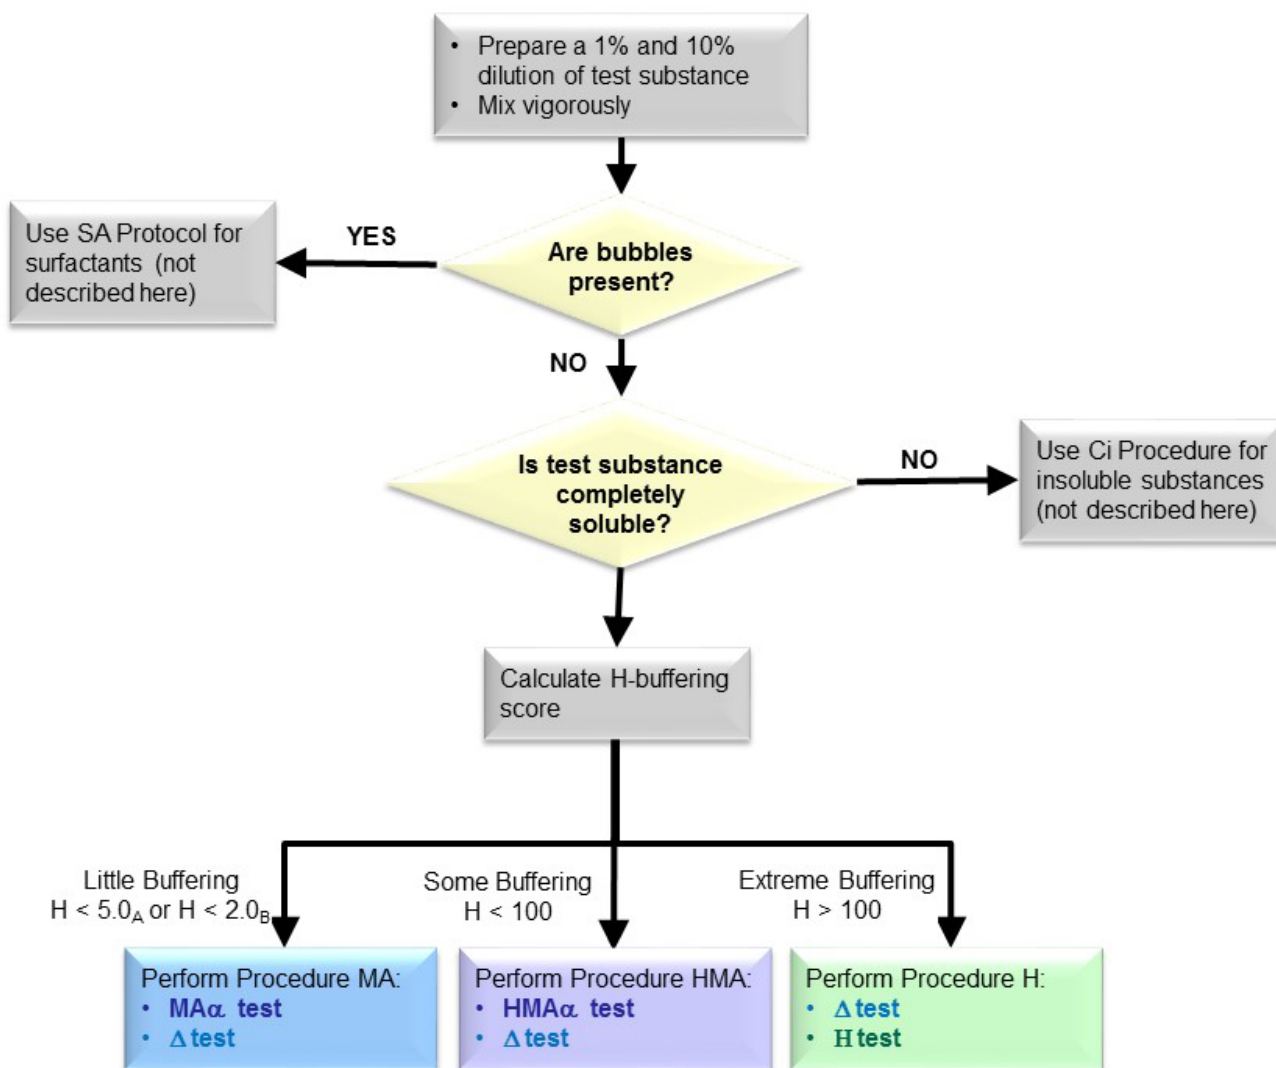 • Prepare a 1% and 10%
dilution of test substance
• Mix vigorously
Are bubbles
present?
YES
Use SA Protocol for
surfactants (not
described here)
NO
Is test substance
completely
soluble?
NO
Use Ci Procedure for
insoluble substances
(not described here)
Calculate H-buffering
score
Little Buffering
H < 5.0A or H < 2.0B
Some Buffering
H < 100
Extreme Buffering
H > 100
Perform Procedure MA:
• MAα test
• Δ test
Perform Procedure HMA:
• HMAα test
• Δ test
Perform Procedure H:
• Δ test
• H test